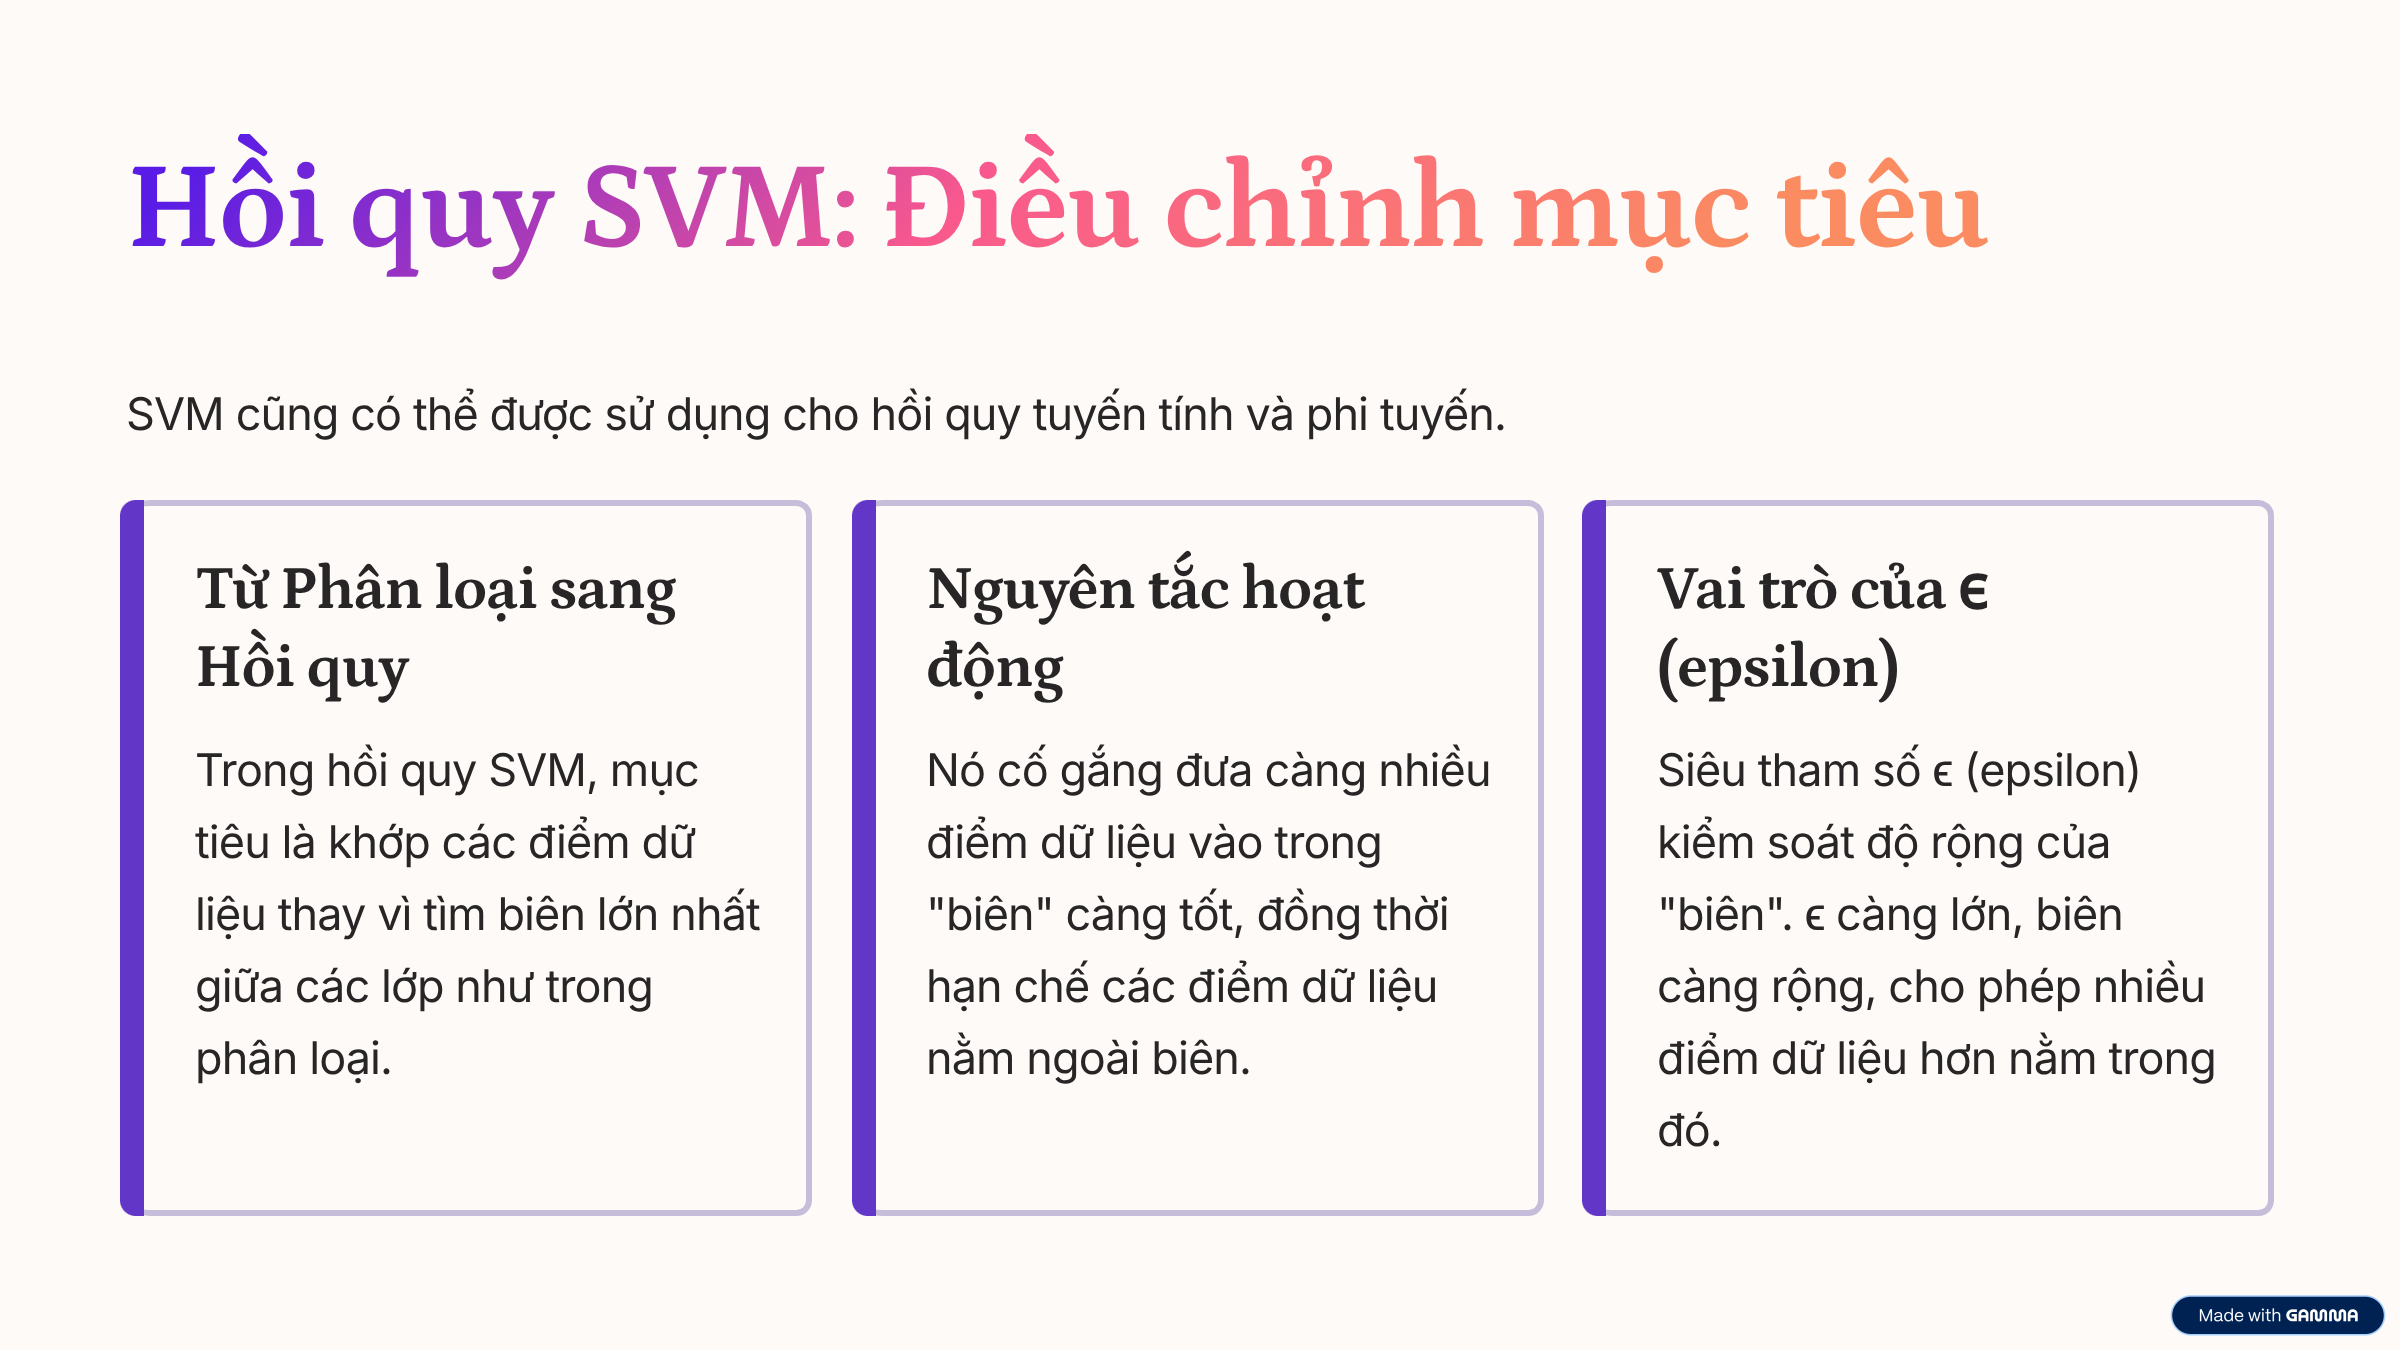 Hồi quy SVM: Điều chỉnh mục tiêu
SVM cũng có thể được sử dụng cho hồi quy tuyến tính và phi tuyến.
Từ Phân loại sang
Hồi quy
Trong hồi quy SVM, mục
tiêu là khớp các điểm dữ
liệu thay vì tìm biên lớn nhất
giữa các lớp như trong
phân loại.
Nguyên tắc hoạt
động
Nó cố gắng đưa càng nhiều
điểm dữ liệu vào trong
"biên" càng tốt, đồng thời
hạn chế các điểm dữ liệu
nằm ngoài biên.
Vai trò của ϵ
(epsilon)
Siêu tham số ϵ (epsilon)
kiểm soát độ rộng của
"biên". ϵ càng lớn, biên
càng rộng, cho phép nhiều
điểm dữ liệu hơn nằm trong
đó.
Made with GAMMA